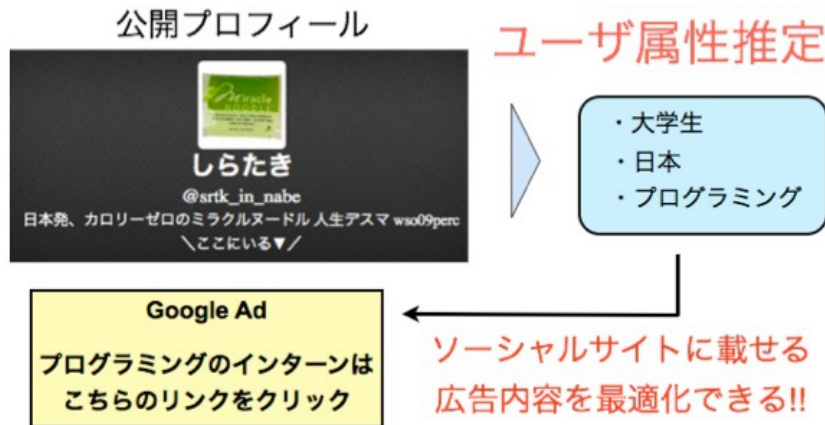 公開プロフィール
ユーザ属性推定
Miracle
NOODLE
しらたき
@srtk_in_nabe
日本発、カロリーゼロのミラクルヌードル 人生デスマ wso09perc
＼ここにいる▼／
・大学生
・日本
・プログラミング
Google Ad
プログラミングのインターンは
こちらのリンクをクリック
ソーシャルサイトに載せる
広告内容を最適化できる!!